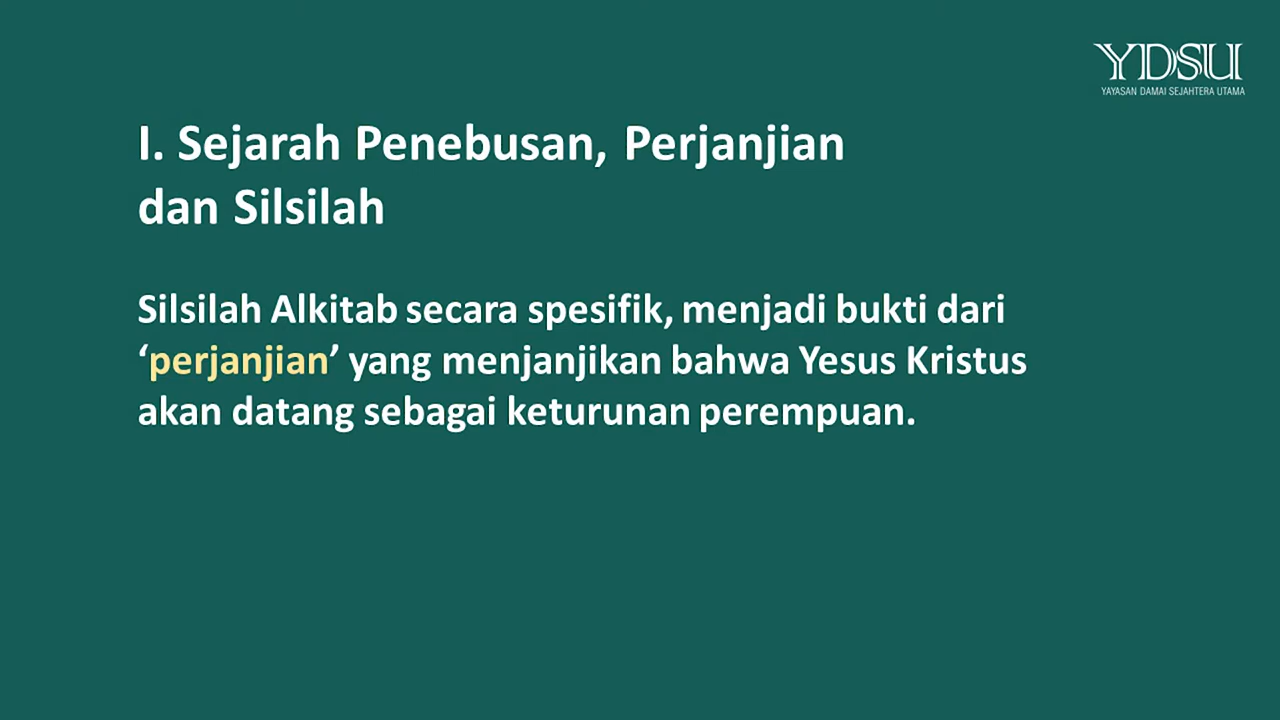 YDSU
YAYASAN DAMAI SEJAHTERA UTAMA
I. Sejarah Penebusan, Perjanjian
dan Silsilah
Silsilah Alkitab secara spesifik, menjadi bukti dari
‘perjanjian’ yang menjanjikan bahwa Yesus Kristus
akan datang sebagai keturunan perempuan.